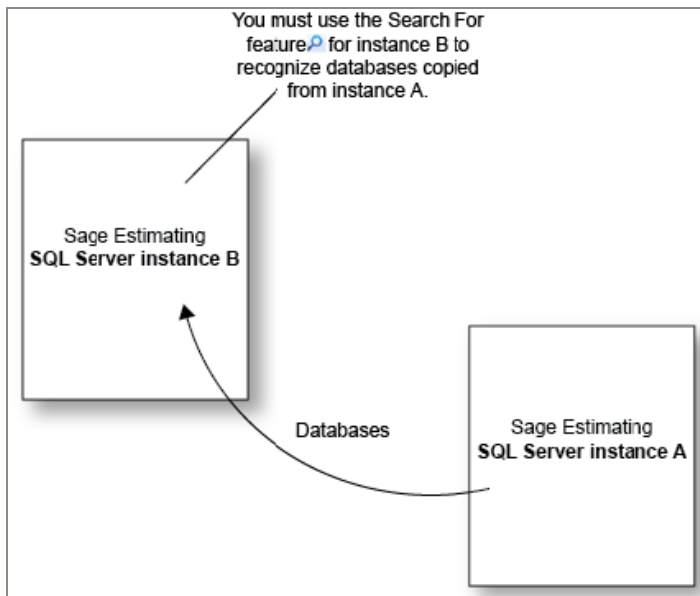 You must use the Search For
feature for instance B to
recognize databases copied
from instance A.
Sage Estimating
SQL Server instance B
Databases
Sage Estimating
SQL Server instance A